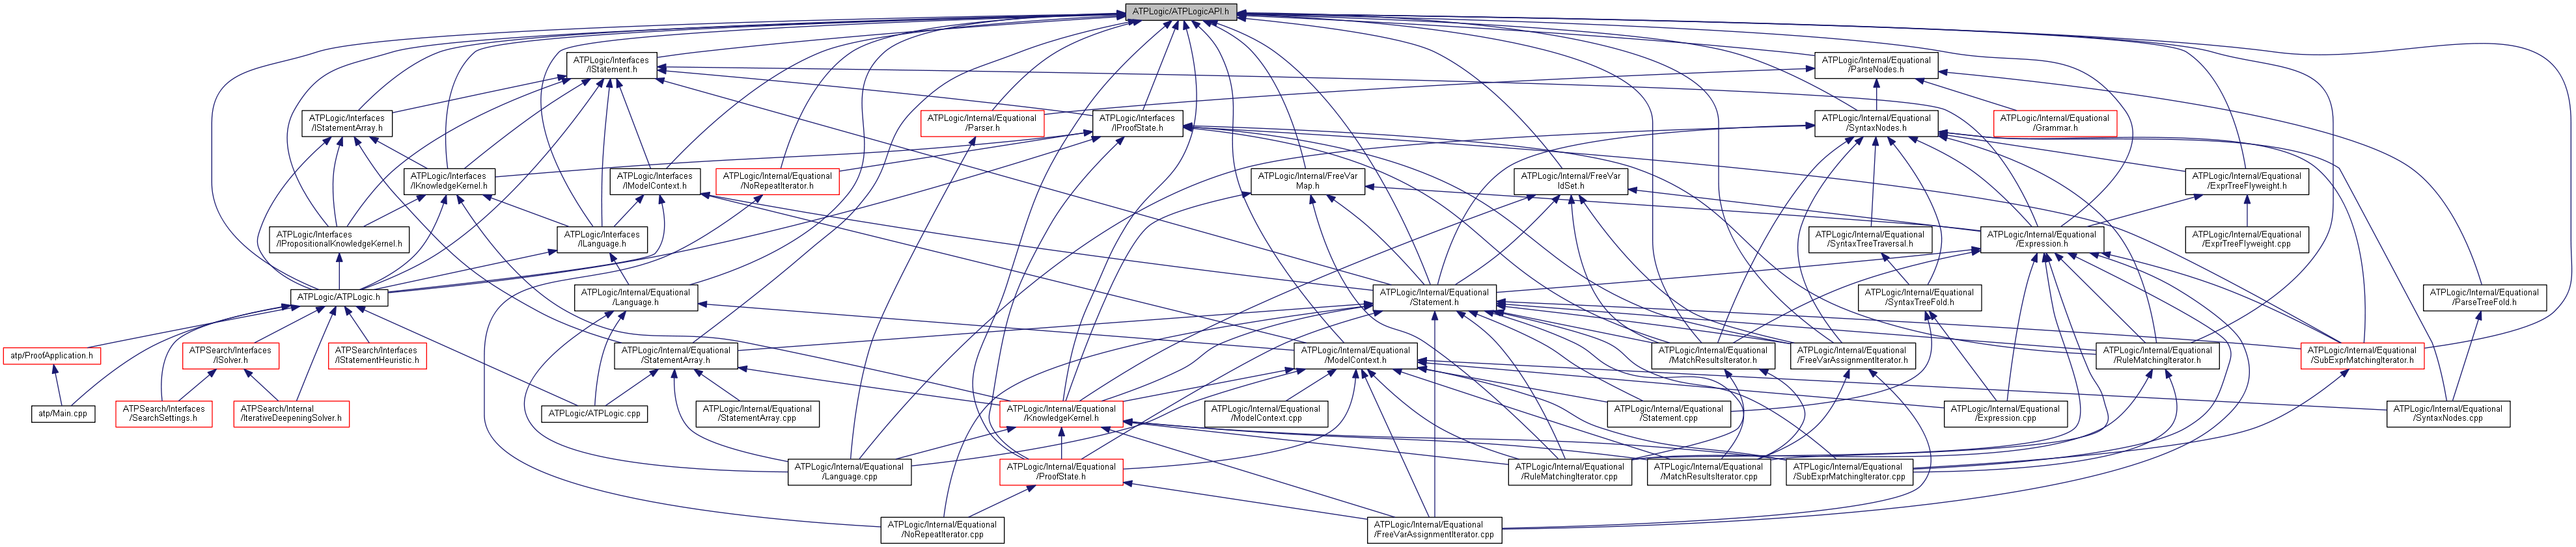 ATPLogic/ATPLogicAPI.h
ATPLogic/Interfaces
/IStatement.h
ATPLogic/Internal/Equational
/ParseNodes.h
ATPLogic/Interfaces
/IStatementArray.h
ATPLogic/Internal/Equational
/Parser.h
ATPLogic/Interfaces
/IProofState.h
ATPLogic/Internal/Equational
/SyntaxNodes.h
ATPLogic/Internal/Equational
/Grammar.h
ATPLogic/Interfaces
/IKnowledgeKernel.h
ATPLogic/Interfaces
/IModelContext.h
ATPLogic/Internal/Equational
/NoRepeatIterator.h
ATPLogic/Internal/FreeVar
Map.h
ATPLogic/Internal/FreeVar
IdSet.h
ATPLogic/Internal/Equational
/ExprTreeFlyweight.h
ATPLogic/Interfaces
/IPropositionalKnowledgeKernel.h
ATPLogic/Interfaces
/ILanguage.h
ATPLogic/Internal/Equational
/SyntaxTreeTraversal.h
ATPLogic/Internal/Equational
/Expression.h
ATPLogic/Internal/Equational
/ExprTreeFlyweight.cpp
ATPLogic/ATPLogic.h
ATPLogic/Internal/Equational
/Language.h
ATPLogic/Internal/Equational
/Statement.h
ATPLogic/Internal/Equational
/SyntaxTreeFold.h
ATPLogic/Internal/Equational
/ParseTreeFold.h
atp/ProofApplication.h
ATPSearch/Interfaces
/ISolver.h
ATPSearch/Interfaces
/IStatementHeuristic.h
ATPLogic/Internal/Equational
/StatementArray.h
ATPLogic/Internal/Equational
/ModelContext.h
ATPLogic/Internal/Equational
/MatchResultsIterator.h
ATPLogic/Internal/Equational
/FreeVarAssignmentIterator.h
ATPLogic/Internal/Equational
/RuleMatchingIterator.h
ATPLogic/Internal/Equational
/SubExprMatchingIterator.h
atp/Main.cpp
ATPSearch/Interfaces
/SearchSettings.h
ATPSearch/Internal
/IterativeDeepeningSolver.h
ATPLogic/ATPLogic.cpp
ATPLogic/Internal/Equational
/StatementArray.cpp
ATPLogic/Internal/Equational
/KnowledgeKernel.h
ATPLogic/Internal/Equational
/ModelContext.cpp
ATPLogic/Internal/Equational
/Statement.cpp
ATPLogic/Internal/Equational
/Expression.cpp
ATPLogic/Internal/Equational
/SyntaxNodes.cpp
ATPLogic/Internal/Equational
/Language.cpp
ATPLogic/Internal/Equational
/ProofState.h
ATPLogic/Internal/Equational
/RuleMatchingIterator.cpp
ATPLogic/Internal/Equational
/MatchResultsIterator.cpp
ATPLogic/Internal/Equational
/SubExprMatchingIterator.cpp
ATPLogic/Internal/Equational
/NoRepeatIterator.cpp
ATPLogic/Internal/Equational
/FreeVarAssignmentIterator.cpp